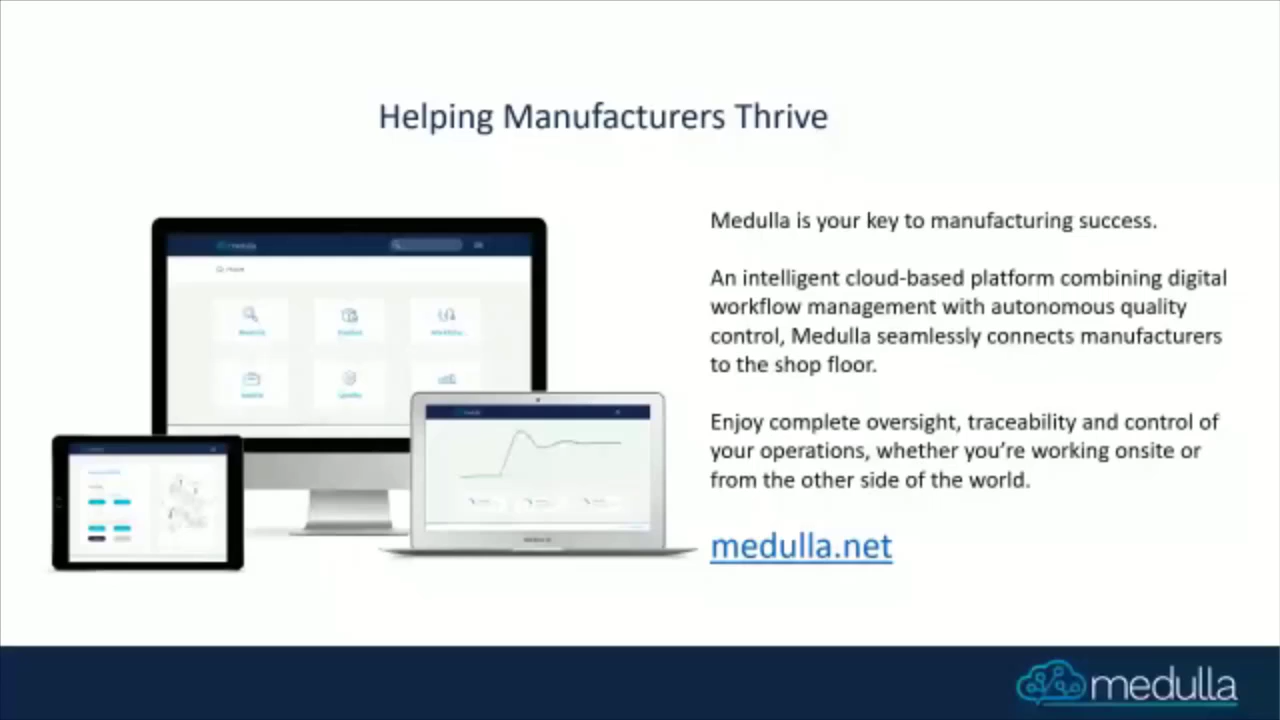 Helping Manufacturers Thrive
Medulla is your key to manufacturing success.
An intelligent cloud-based platform combining digital
workflow management with autonomous quality
control, Medulla seamlessly connects manufacturers
to the shop floor.
Enjoy complete oversight, traceability and control of
your operations, whether you’re working onsite or
from the other side of the world.
medulla.net
medulla
medulla